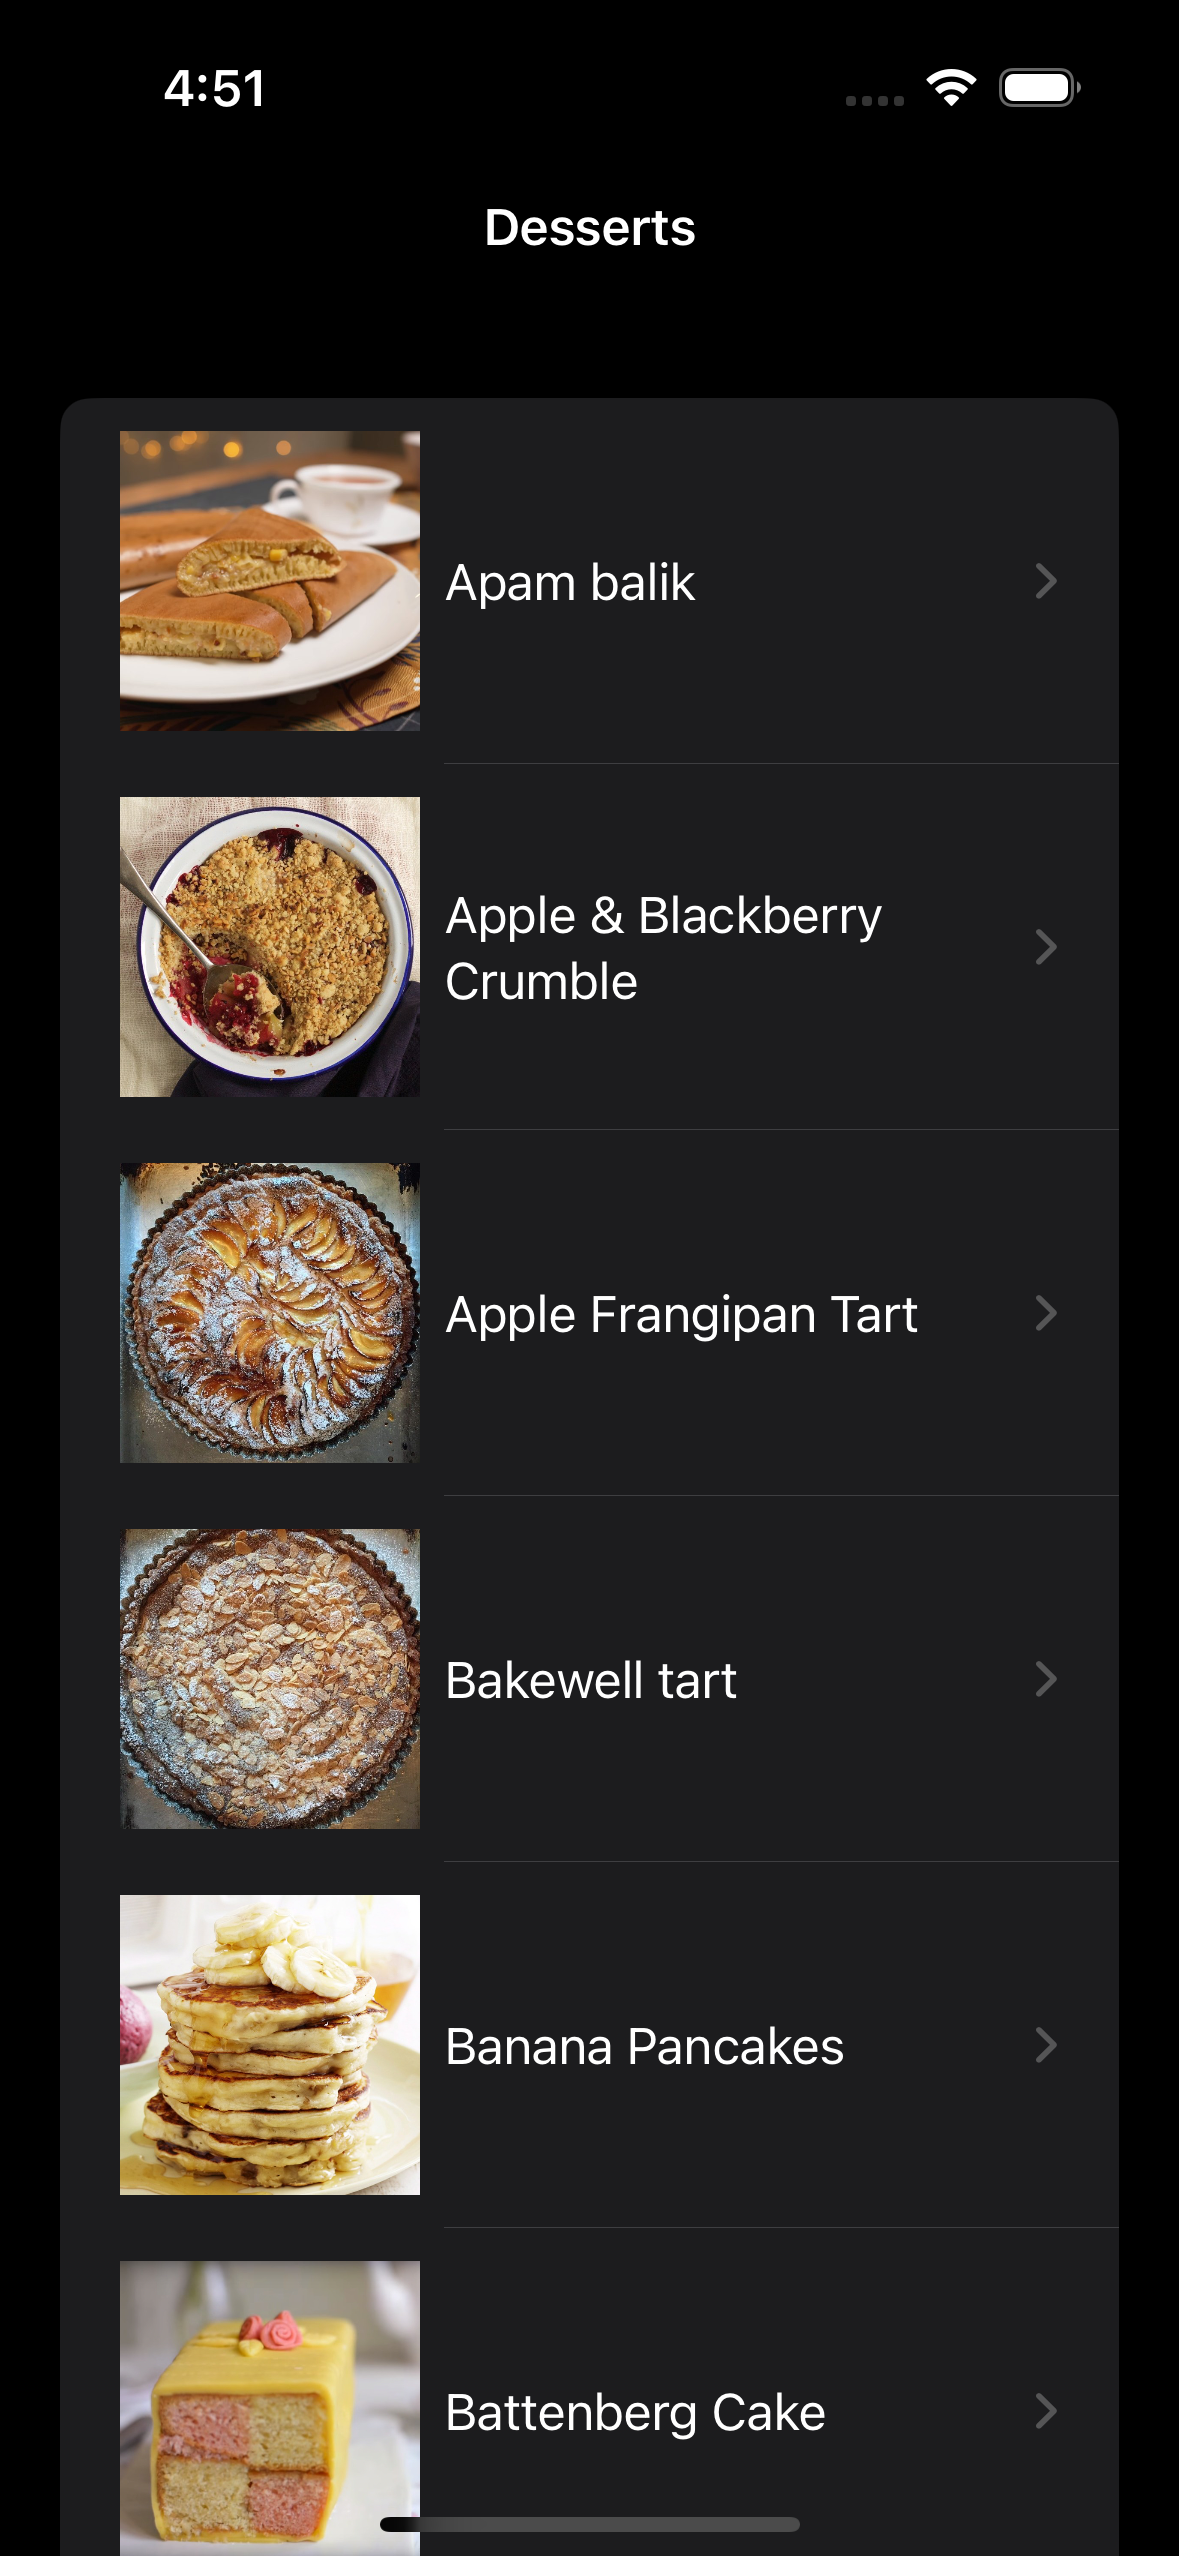 4:51
Desserts
Apam balik
Apple & Blackberry
Crumble
Apple Frangipan Tart
Bakewell tart
Banana Pancakes
Battenberg Cake